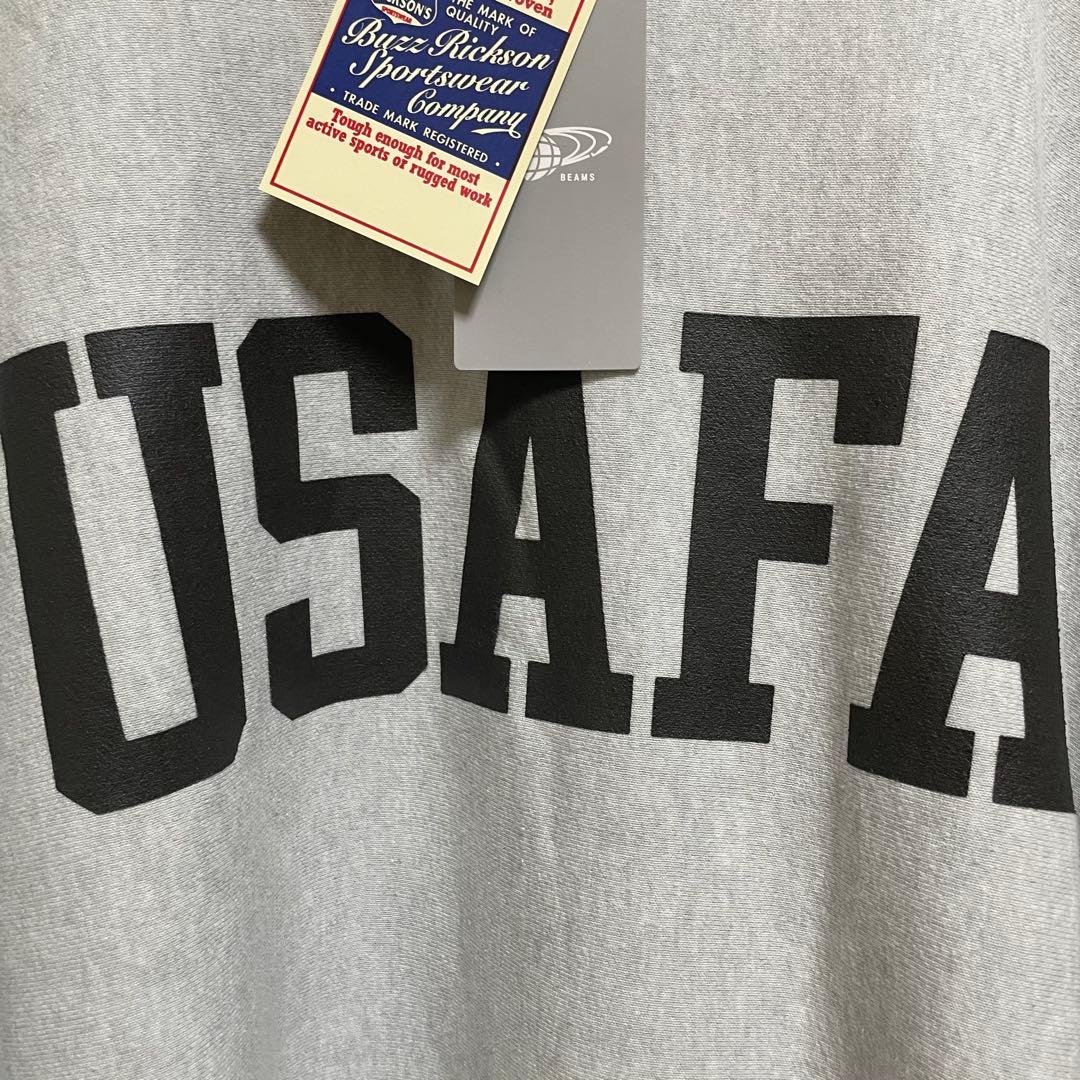 THE MARK OF
QUALITY
Buzz Rickson
Sportswear
Company
• TRADE MARK REGISTERED •
Tough enough for most
active sports or rugged work
BEAMS
USAFA